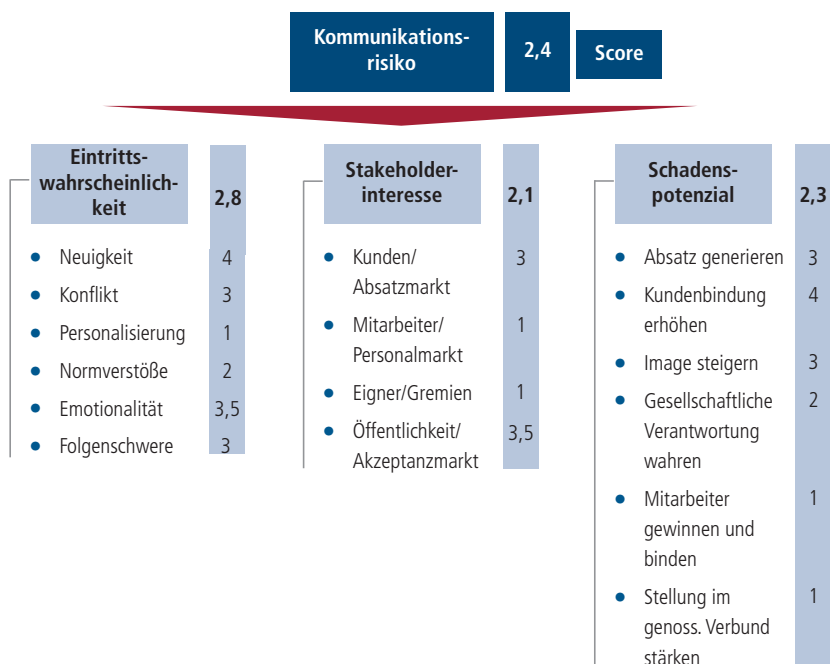 Kommunikations-
risiko
2,4
Score
Eintritts-
wahrscheinlich-
keit
2,8
Neuigkeit 4
Konflikt 3
Personalisierung 1
Normverstöße 2
Emotionalität 3,5
Folgenschwere 3
Stakeholder-
interesse
2,1
Kunden/ 3
Absatzmarkt
Mitarbeiter/ 1
Personalmarkt
Eigner/Gremien 1
Öffentlichkeit/ 3,5
Akzeptanzmarkt
Schadens-
potenzial
2,3
Absatz generieren 3
Kundenbindung 4
erhöhen
Image steigern 3
Gesellschaftliche 2
Verantwortung
wahren
Mitarbeiter 1
gewinnen und
binden
Stellung im 1
genoss. Verbund
stärken